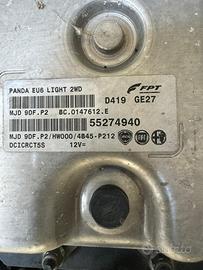 PANDA EU6 LIGHT 2WD
FPT
D419 GE27
MJD 9DF.P2 BC.0147612.E
55274940
MJD 9DF.P2/HW000/4B45-P212
DCICRCT5S 12V=